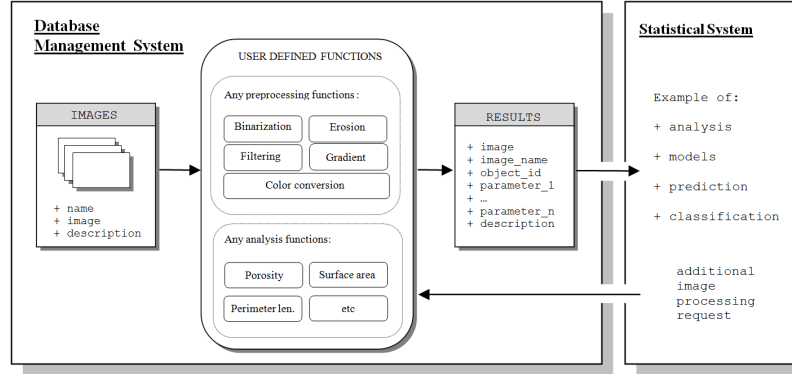 Database
Management System
IMAGES
+ name
+ image
+ description
USER DEFINED FUNCTIONS
Any preprocessing functions :
Binarization
Erosion
Filtering
Gradient
Color conversion
Any analysis functions:
Porosity
Surface area
Perimeter len.
etc
RESULTS
+ image
+ image_name
+ object_id
+ parameter_1
+ …
+ parameter_n
+ description
Statistical System
Example of:
+ analysis
+ models
+ prediction
+ classification
additional
image
processing
request